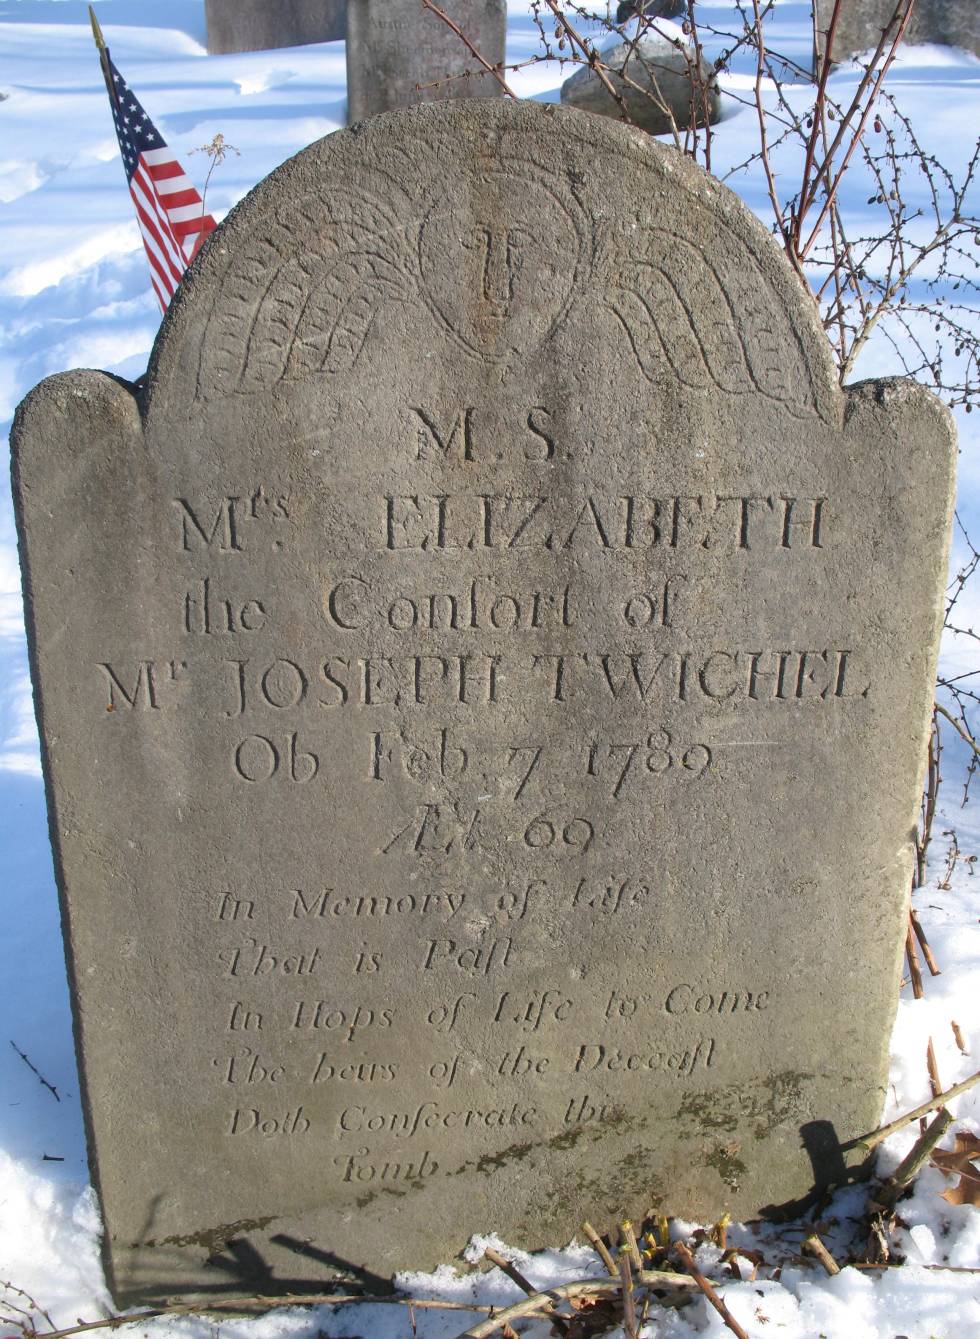 M. S.
Mrs. ELIZABETH
the Conſort of
Mr JOSEPH TWICHEL
Ob Feb 7 1789
Æt 69
In Memory of Life
That is Paſt
In Hops of Life to Come
The heirs of the Deceaſt
Doth Conſecrate this
Tomb